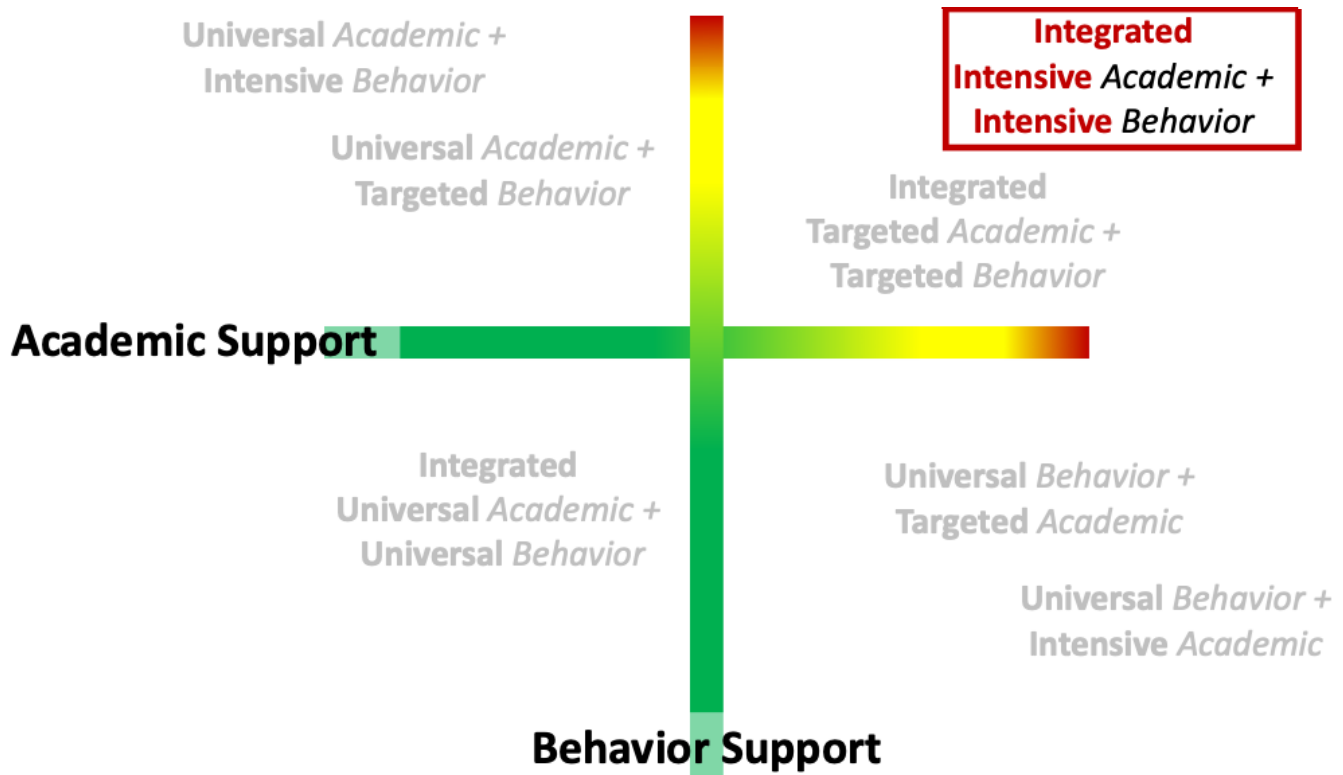 Universal Academic +
Intensive Behavior
Integrated
Intensive Academic +
Intensive Behavior
Universal Academic +
Targeted Behavior
Integrated
Targeted Academic +
Targeted Behavior
Academic Support
Integrated
Universal Academic +
Universal Behavior
Universal Behavior +
Targeted Academic
Universal Behavior +
Intensive Academic
Behavior Support